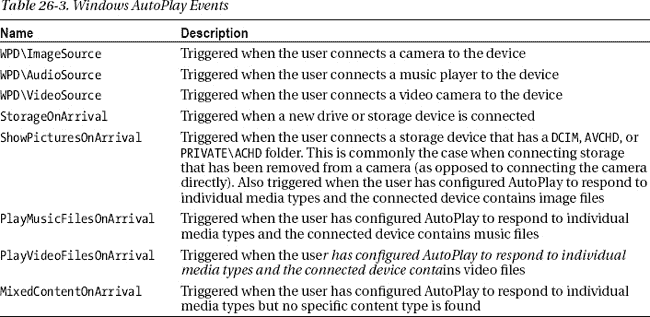 Table 26-3. Windows AutoPlay Events
Name Description
WPD\ImageSource Triggered when the user connects a camera to the device
WPD\AudioSource Triggered when the user connects a music player to the device
WPD\VideoSource Triggered when the user connects a video camera to the device
StorageOnArrival Triggered when a new drive or storage device is connected
ShowPicturesOnArrival Triggered when the user connects a storage device that has a DCIM, AVCHD, or
PRIVATE\ACHD folder. This is commonly the case when connecting storage
that has been removed from a camera (as opposed to connecting the camera
directly). Also triggered when the user has configured AutoPlay to respond to
individual media types and the connected device contains image files
PlayMusicFilesOnArrival Triggered when the user has configured AutoPlay to respond to individual
media types and the connected device contains music files
PlayVideoFilesOnArrival Triggered when the user has configured AutoPlay to respond to individual
media types and the connected device contains video files
MixedContentOnArrival Triggered when the user has configured AutoPlay to respond to individual
media types but no specific content type is found